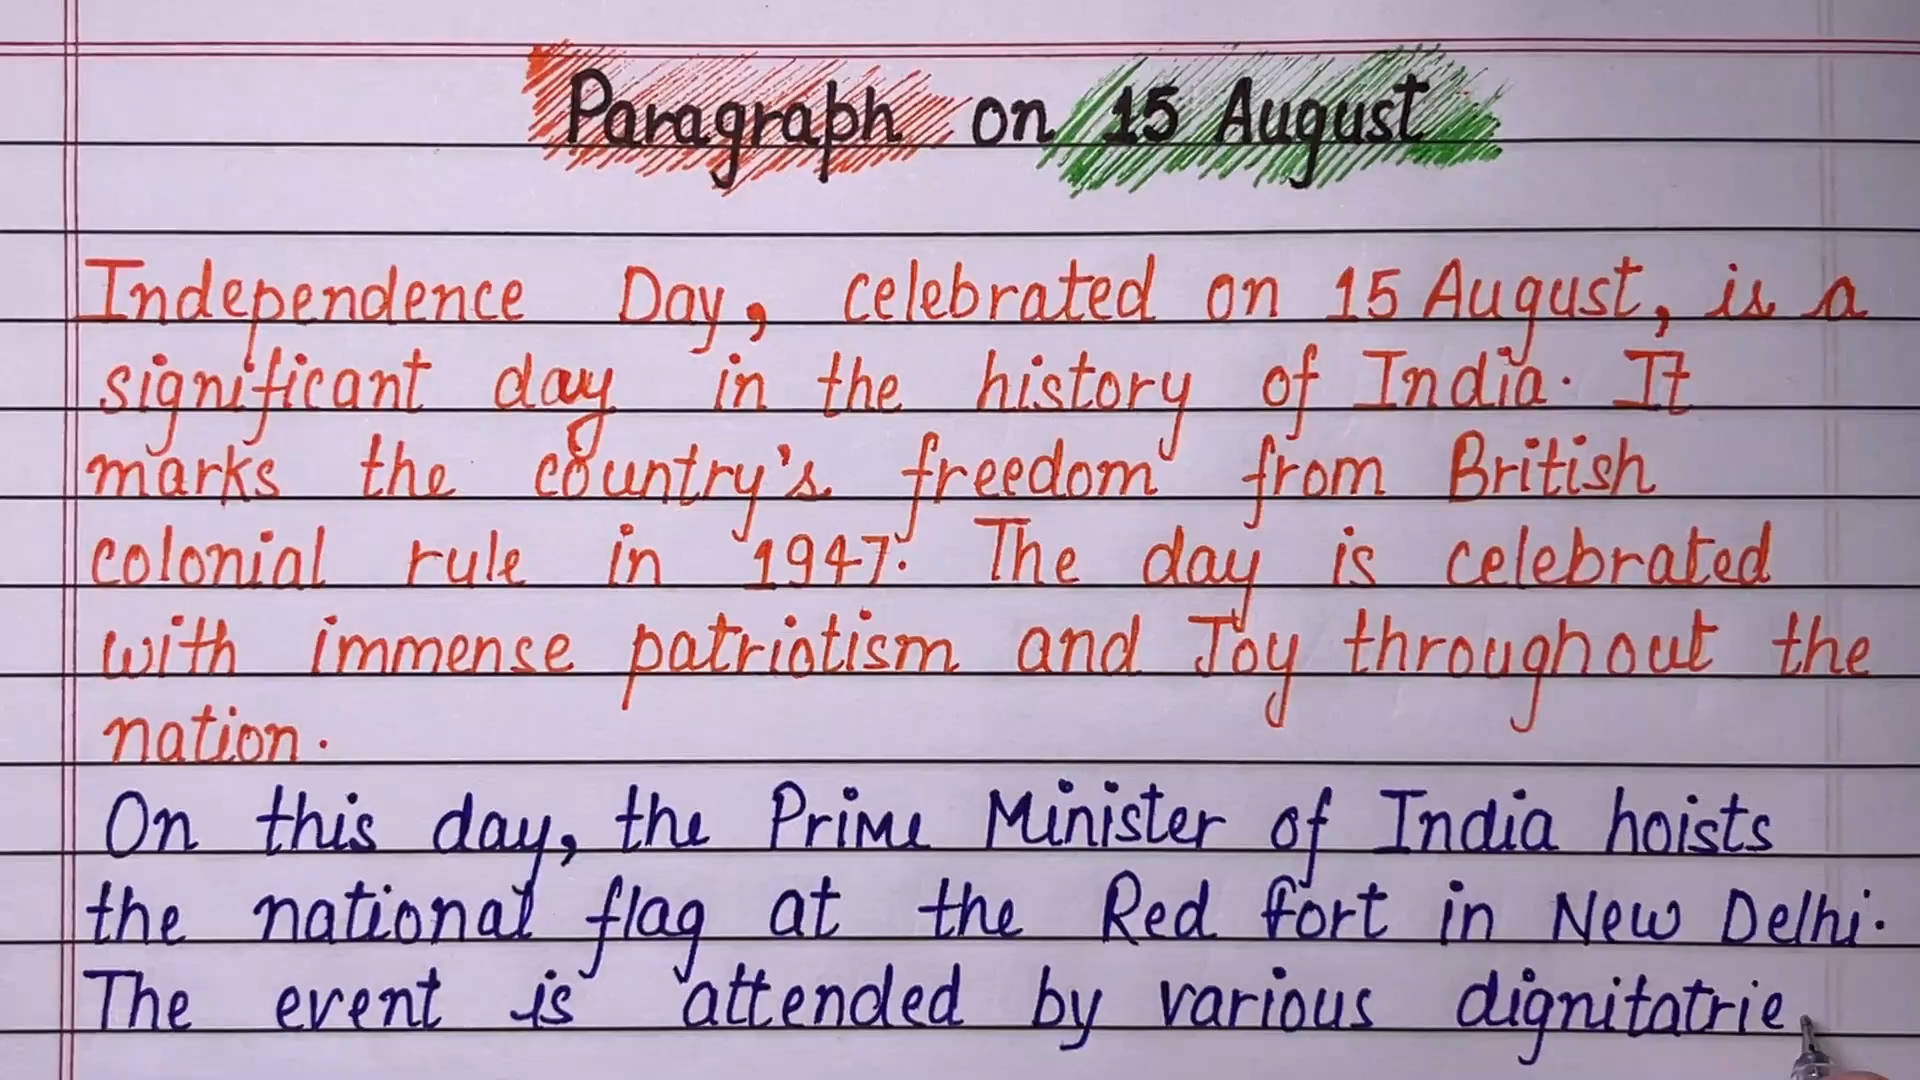 Paragraph on 15 August
Independence Day, celebrated on 15 August, is a
significant day in the history of India. It
marks the country's freedom from British
colonial rule in 1947. The day is celebrated
with immense patriotism and Joy throughout the
nation.
On this day, the Prime Minister of India hoists
the national flag at the Red fort in New Delhi.
The event is attended by various dignitatrie